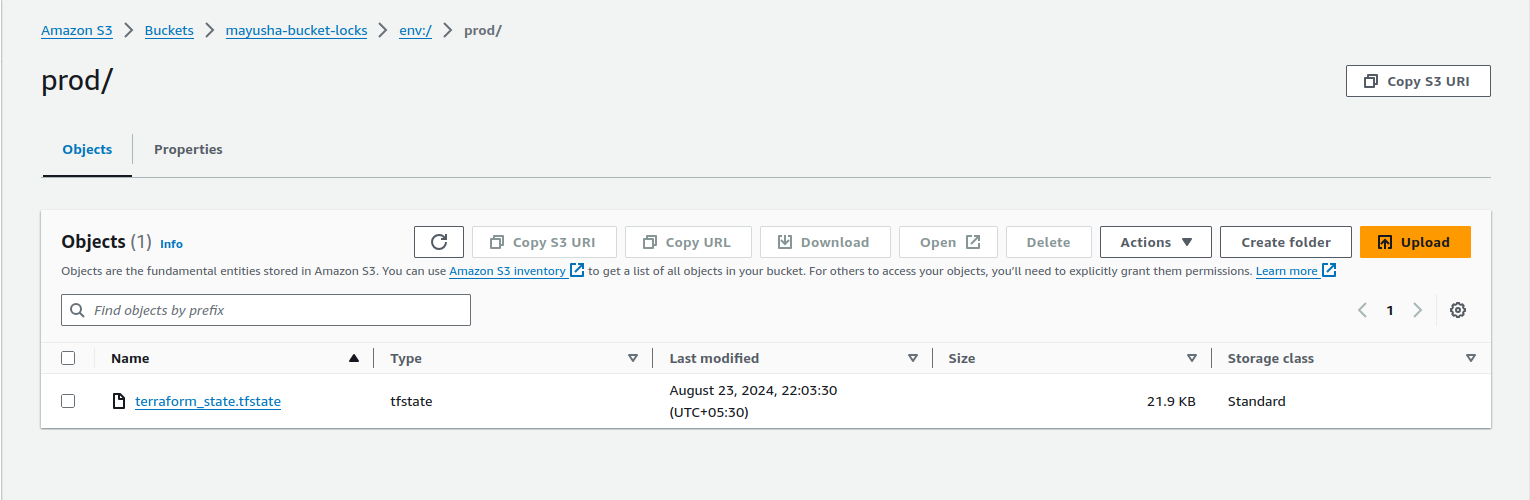 Amazon S3 > Buckets > mayusha-bucket-locks > env:/ > prod/
prod/
Copy S3 URI
Objects Properties
Objects (1) Info
Copy S3 URI Copy URL Download Open Delete Actions Create folder Upload
Objects are the fundamental entities stored in Amazon S3. You can use Amazon S3 inventory to get a list of all objects in your bucket. For others to access your objects, you'll need to explicitly grant them permissions. Learn more
Find objects by prefix
1
Name Type Last modified Size Storage class
terraform_state.tfstate tfstate August 23, 2024, 22:03:30 21.9 KB Standard
(UTC+05:30)